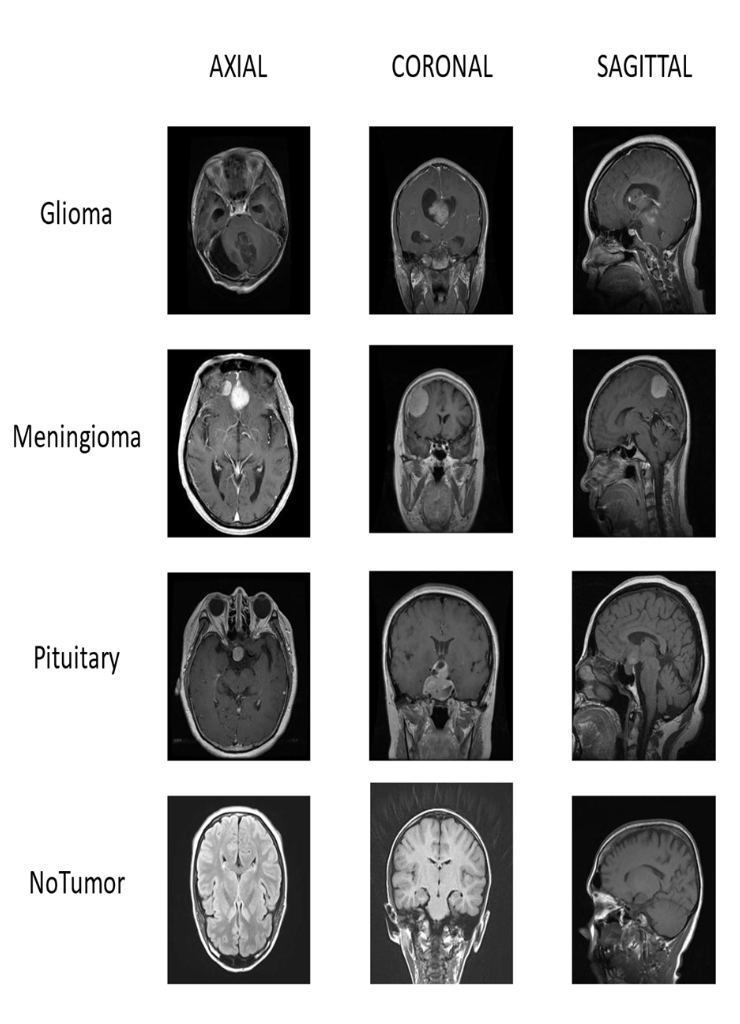 AXIAL CORONAL SAGITTAL
Glioma
Meningioma
Pituitary
NoTumor